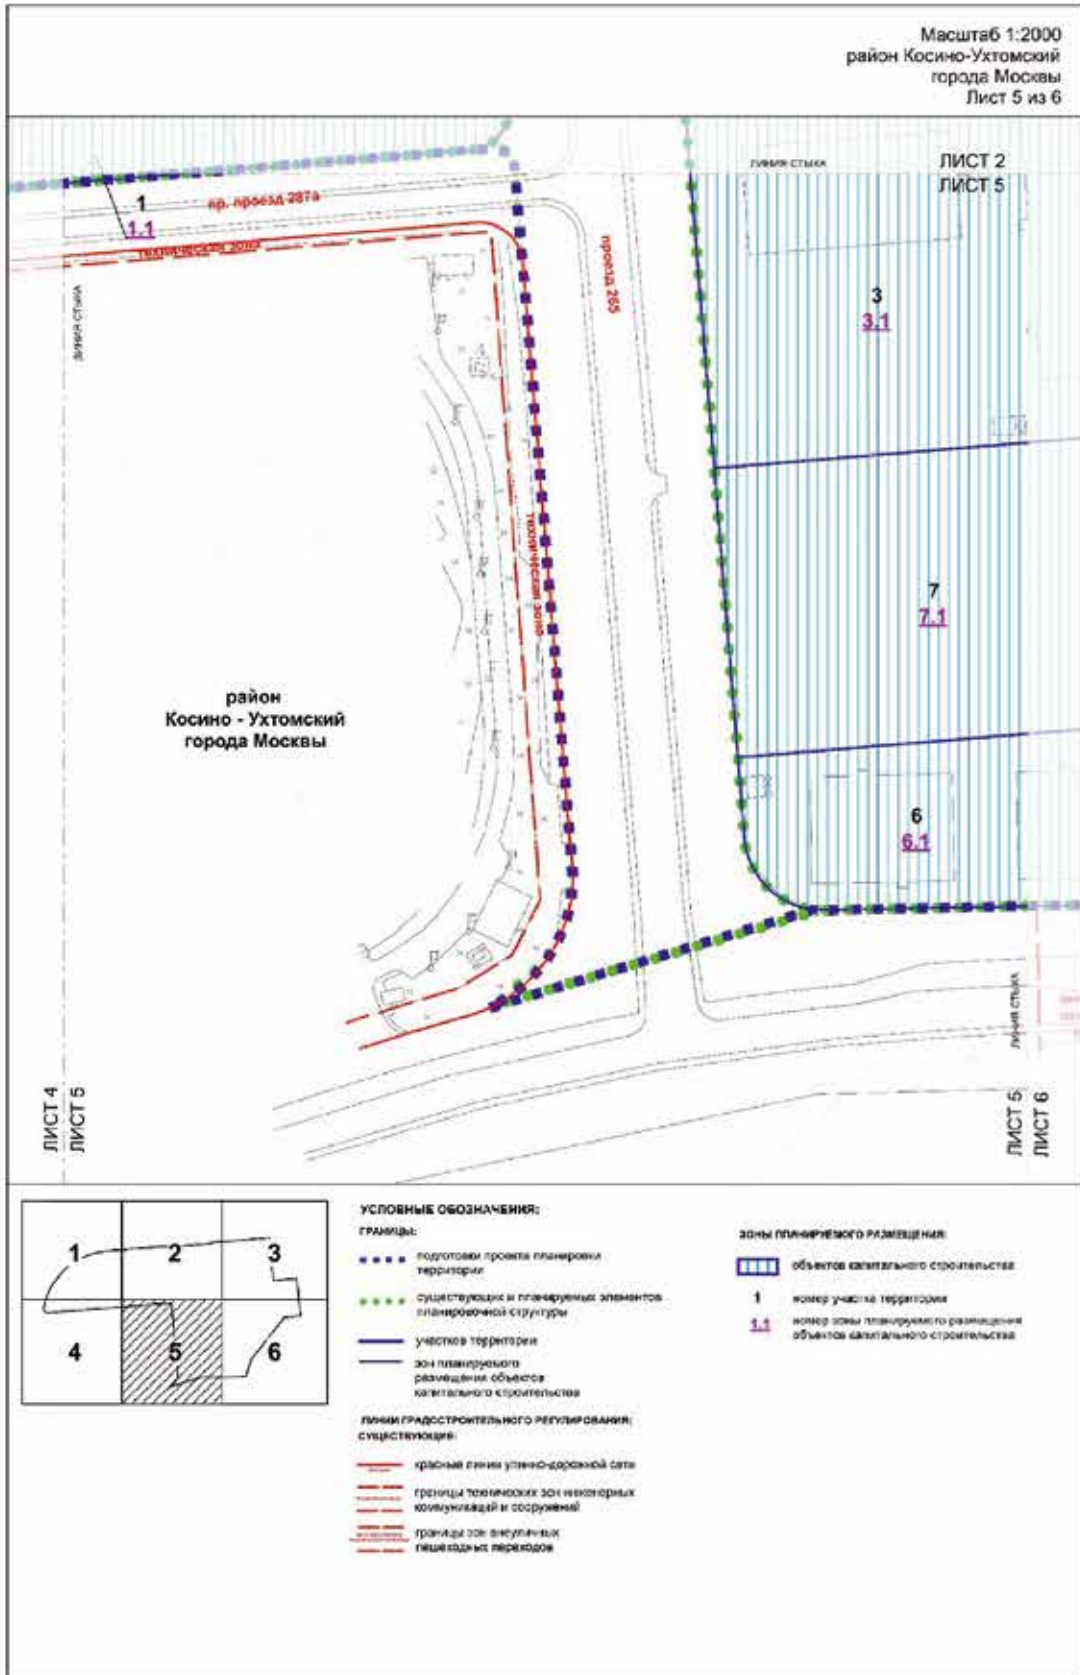 Масштаб 1:2000
район Косино-Ухтомский
города Москвы
Лист 5 из 6
ЛИНИЯ СТЫКА
ЛИСТ 2
ЛИСТ 5
1
1.1
пр. проезд 287а
техническая зона
проезд 265
3
3.1
ЛИНИЯ СТЫКА
техническая зона
7
7.1
район
Косино - Ухтомский
города Москвы
6
6.1
ЛИНИЯ СТЫКА
ЛИСТ 4
ЛИСТ 5
ЛИСТ 5
ЛИСТ 6
1
2
3
4
5
6
УСЛОВНЫЕ ОБОЗНАЧЕНИЯ:
ГРАНИЦЫ:
подготовки проекта планировки
территории
существующих и планируемых элементов
планировочной структуры
участков территории
зон планируемого
размещения объектов
капитального строительства
ЛИНИИ ГРАДОСТРОИТЕЛЬНОГО РЕГУЛИРОВАНИЯ:
СУЩЕСТВУЮЩИЕ:
красные линии улично-дорожной сети
границы технических зон инженерных
коммуникаций и сооружений
границы зон внеуличных
пешеходных переходов
ЗОНЫ ПЛАНИРУЕМОГО РАЗМЕЩЕНИЯ:
объектов капитального строительства
1
номер участка территории
1.1
номер зоны планируемого размещения
объектов капитального строительства